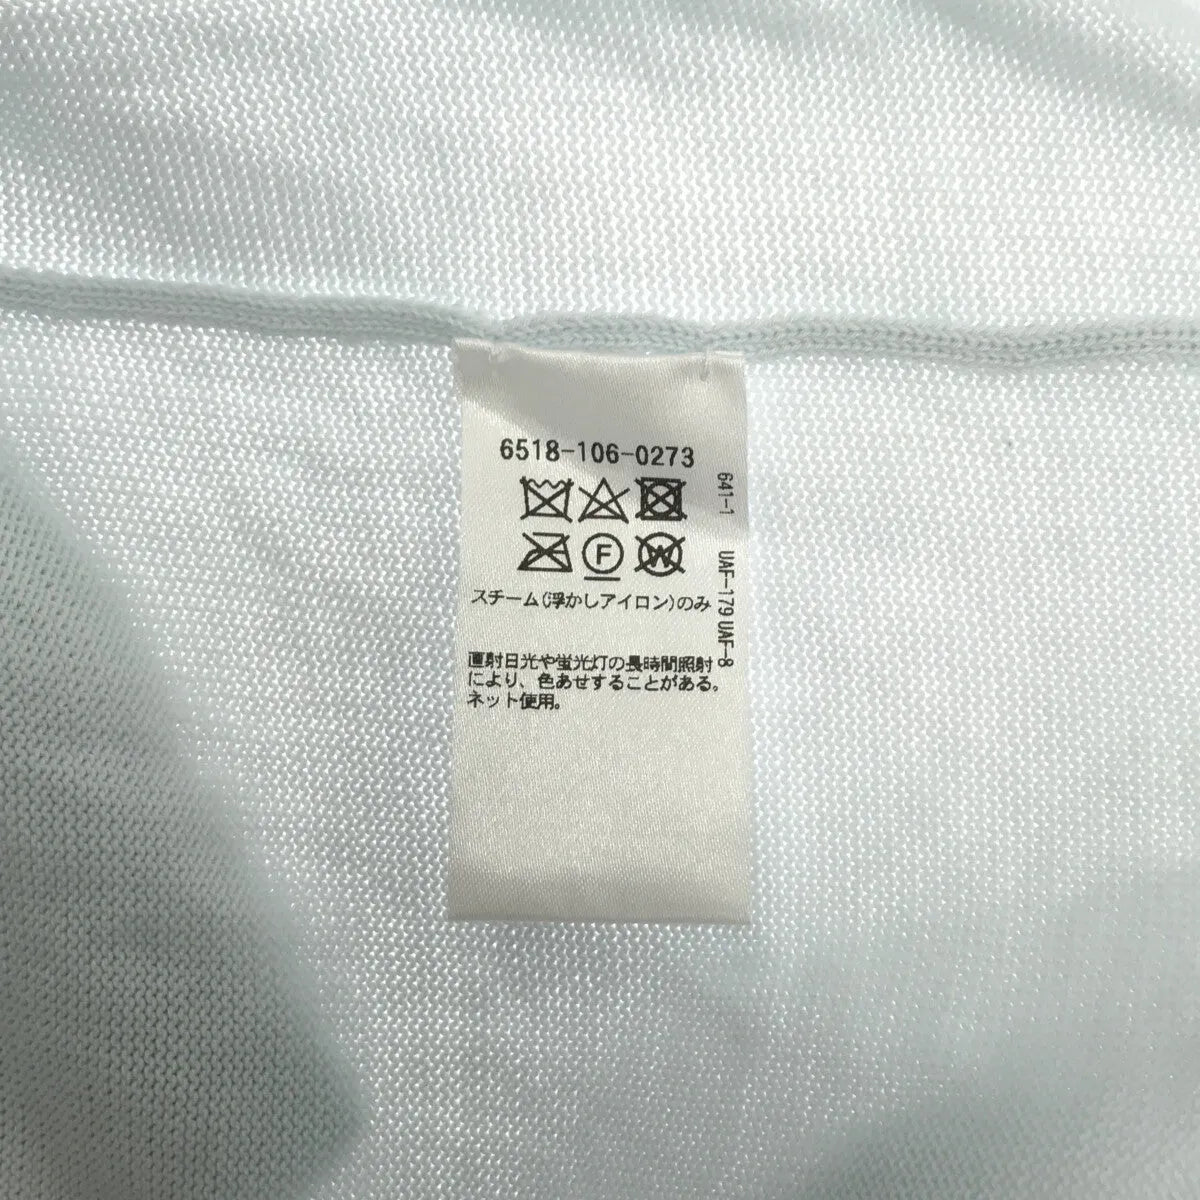 6518-106-0273
F
W
スチーム(浮かしアイロン)のみ
直射日光や蛍光灯の長時間照射
により、色あせすることがある。
ネット使用。
641-1 UAF-179 UAF-8